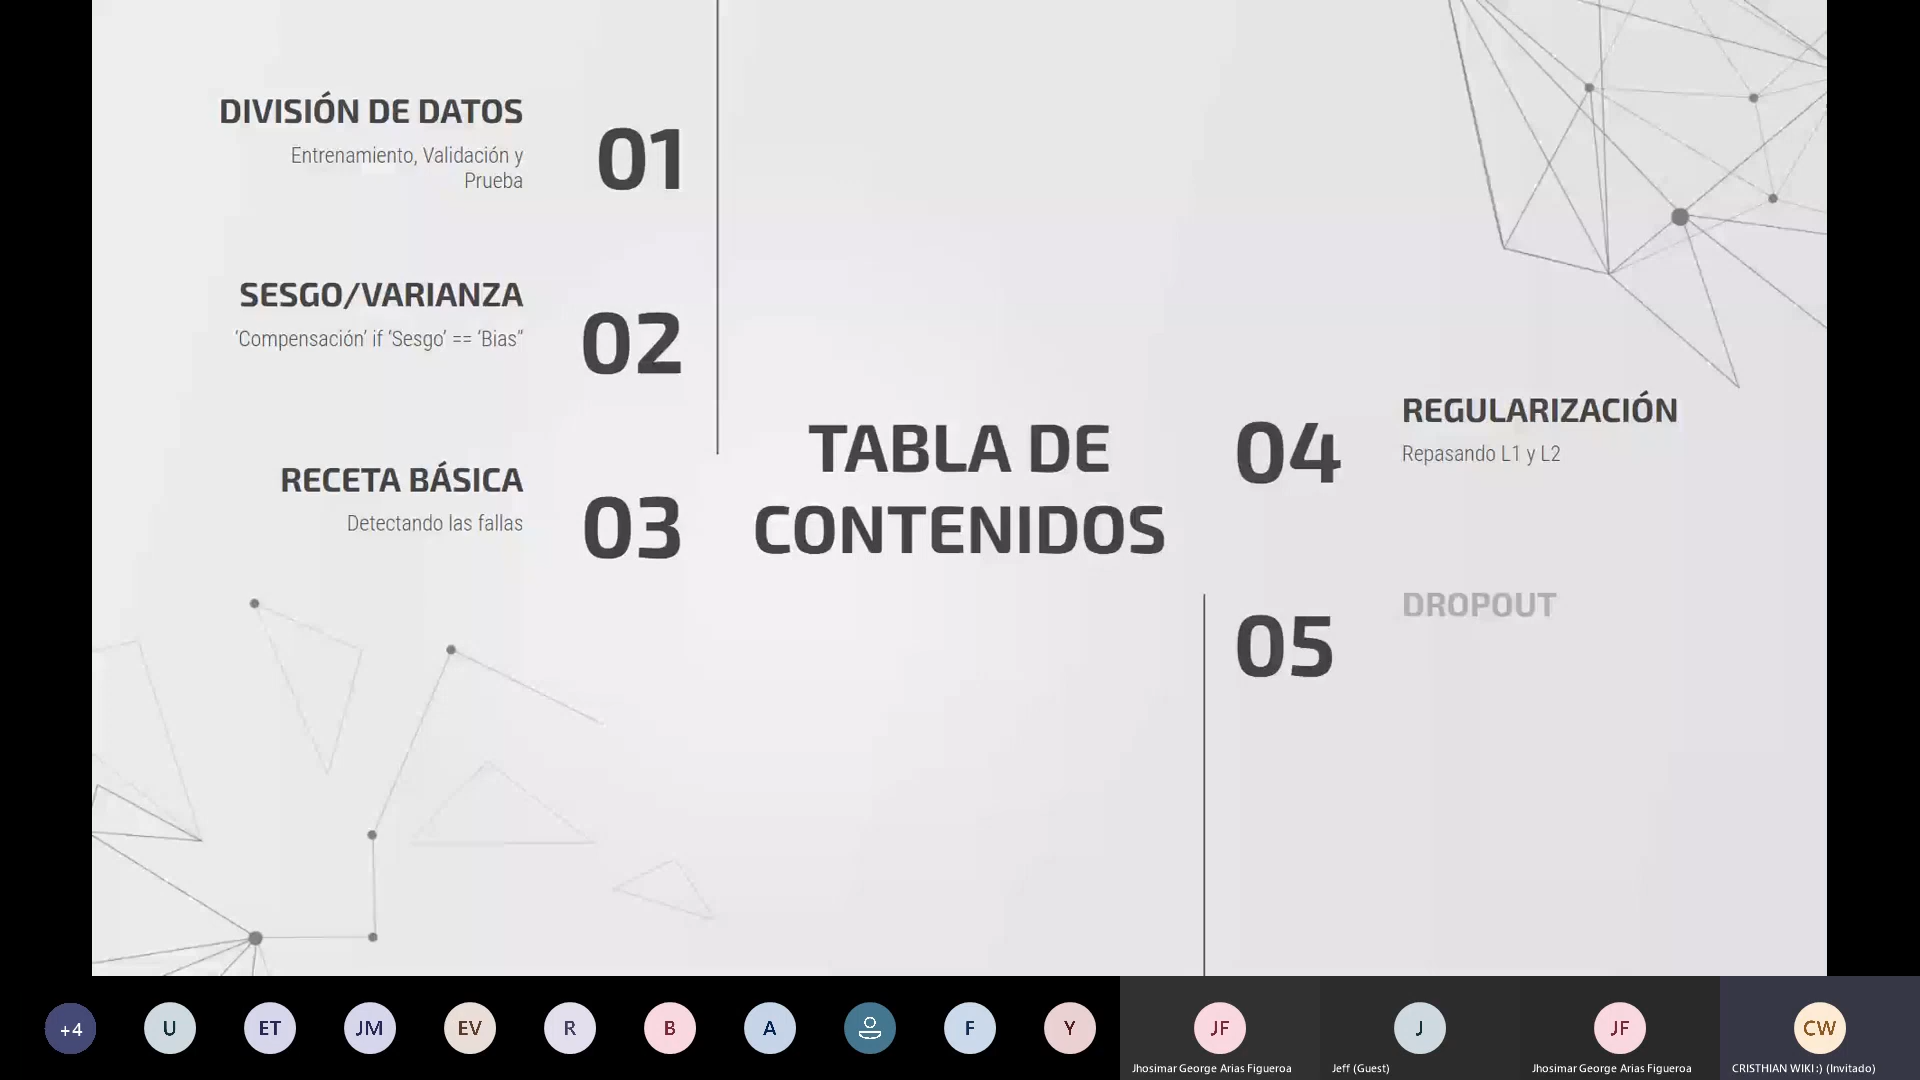 DIVISIÓN DE DATOS
Entrenamiento, Validación y
Prueba
01
SESGO/VARIANZA
‘Compensación’ if ‘Sesgo’ == ‘Bias”
02
RECETA BÁSICA
Detectando las fallas
03
TABLA DE
CONTENIDOS
04
REGULARIZACIÓN
Repasando L1 y L2
05
DROPOUT
+4
U
ET
JM
EV
R
B
A
F
Y
JF
Jhosimar George Arias Figueroa
J
Jeff (Guest)
JF
Jhosimar George Arias Figueroa
CW
CRISTHIAN WIKI :) (Invitado)